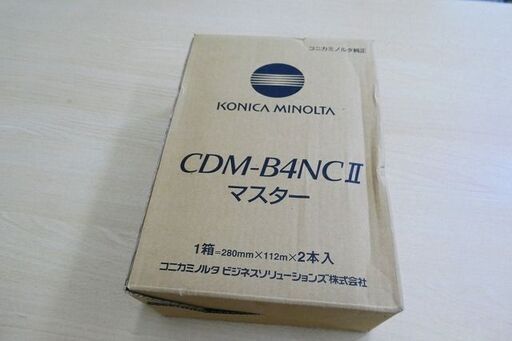 コニカミノルタ純正
KONICA MINOLTA
CDM-B4NCⅡ
マスター
1箱=280mm×112m×2本入
コニカミノルタ ビジネスソリューションズ株式会社